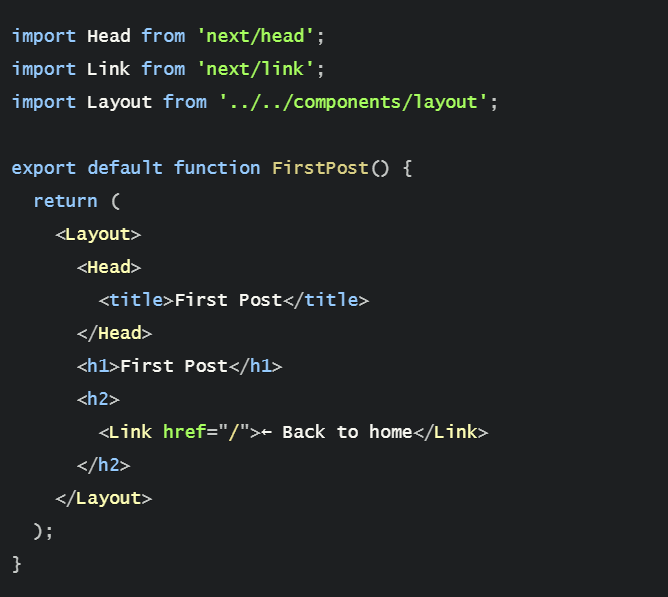 import Head from 'next/head';
import Link from 'next/link';
import Layout from '../../components/layout';

export default function FirstPost() {
  return (
    <Layout>
      <Head>
        <title>First Post</title>
      </Head>
      <h1>First Post</h1>
      <h2>
        <Link href="/">← Back to home</Link>
      </h2>
    </Layout>
  );
}